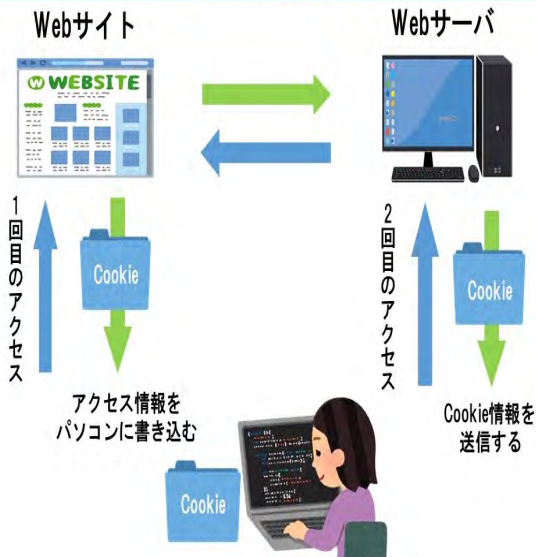 Webサイト
Webサーバ
WEBSITE
1回目のアクセス
Cookie
2回目のアクセス
Cookie
アクセス情報を
パソコンに書き込む
Cookie情報を
送信する
Cookie